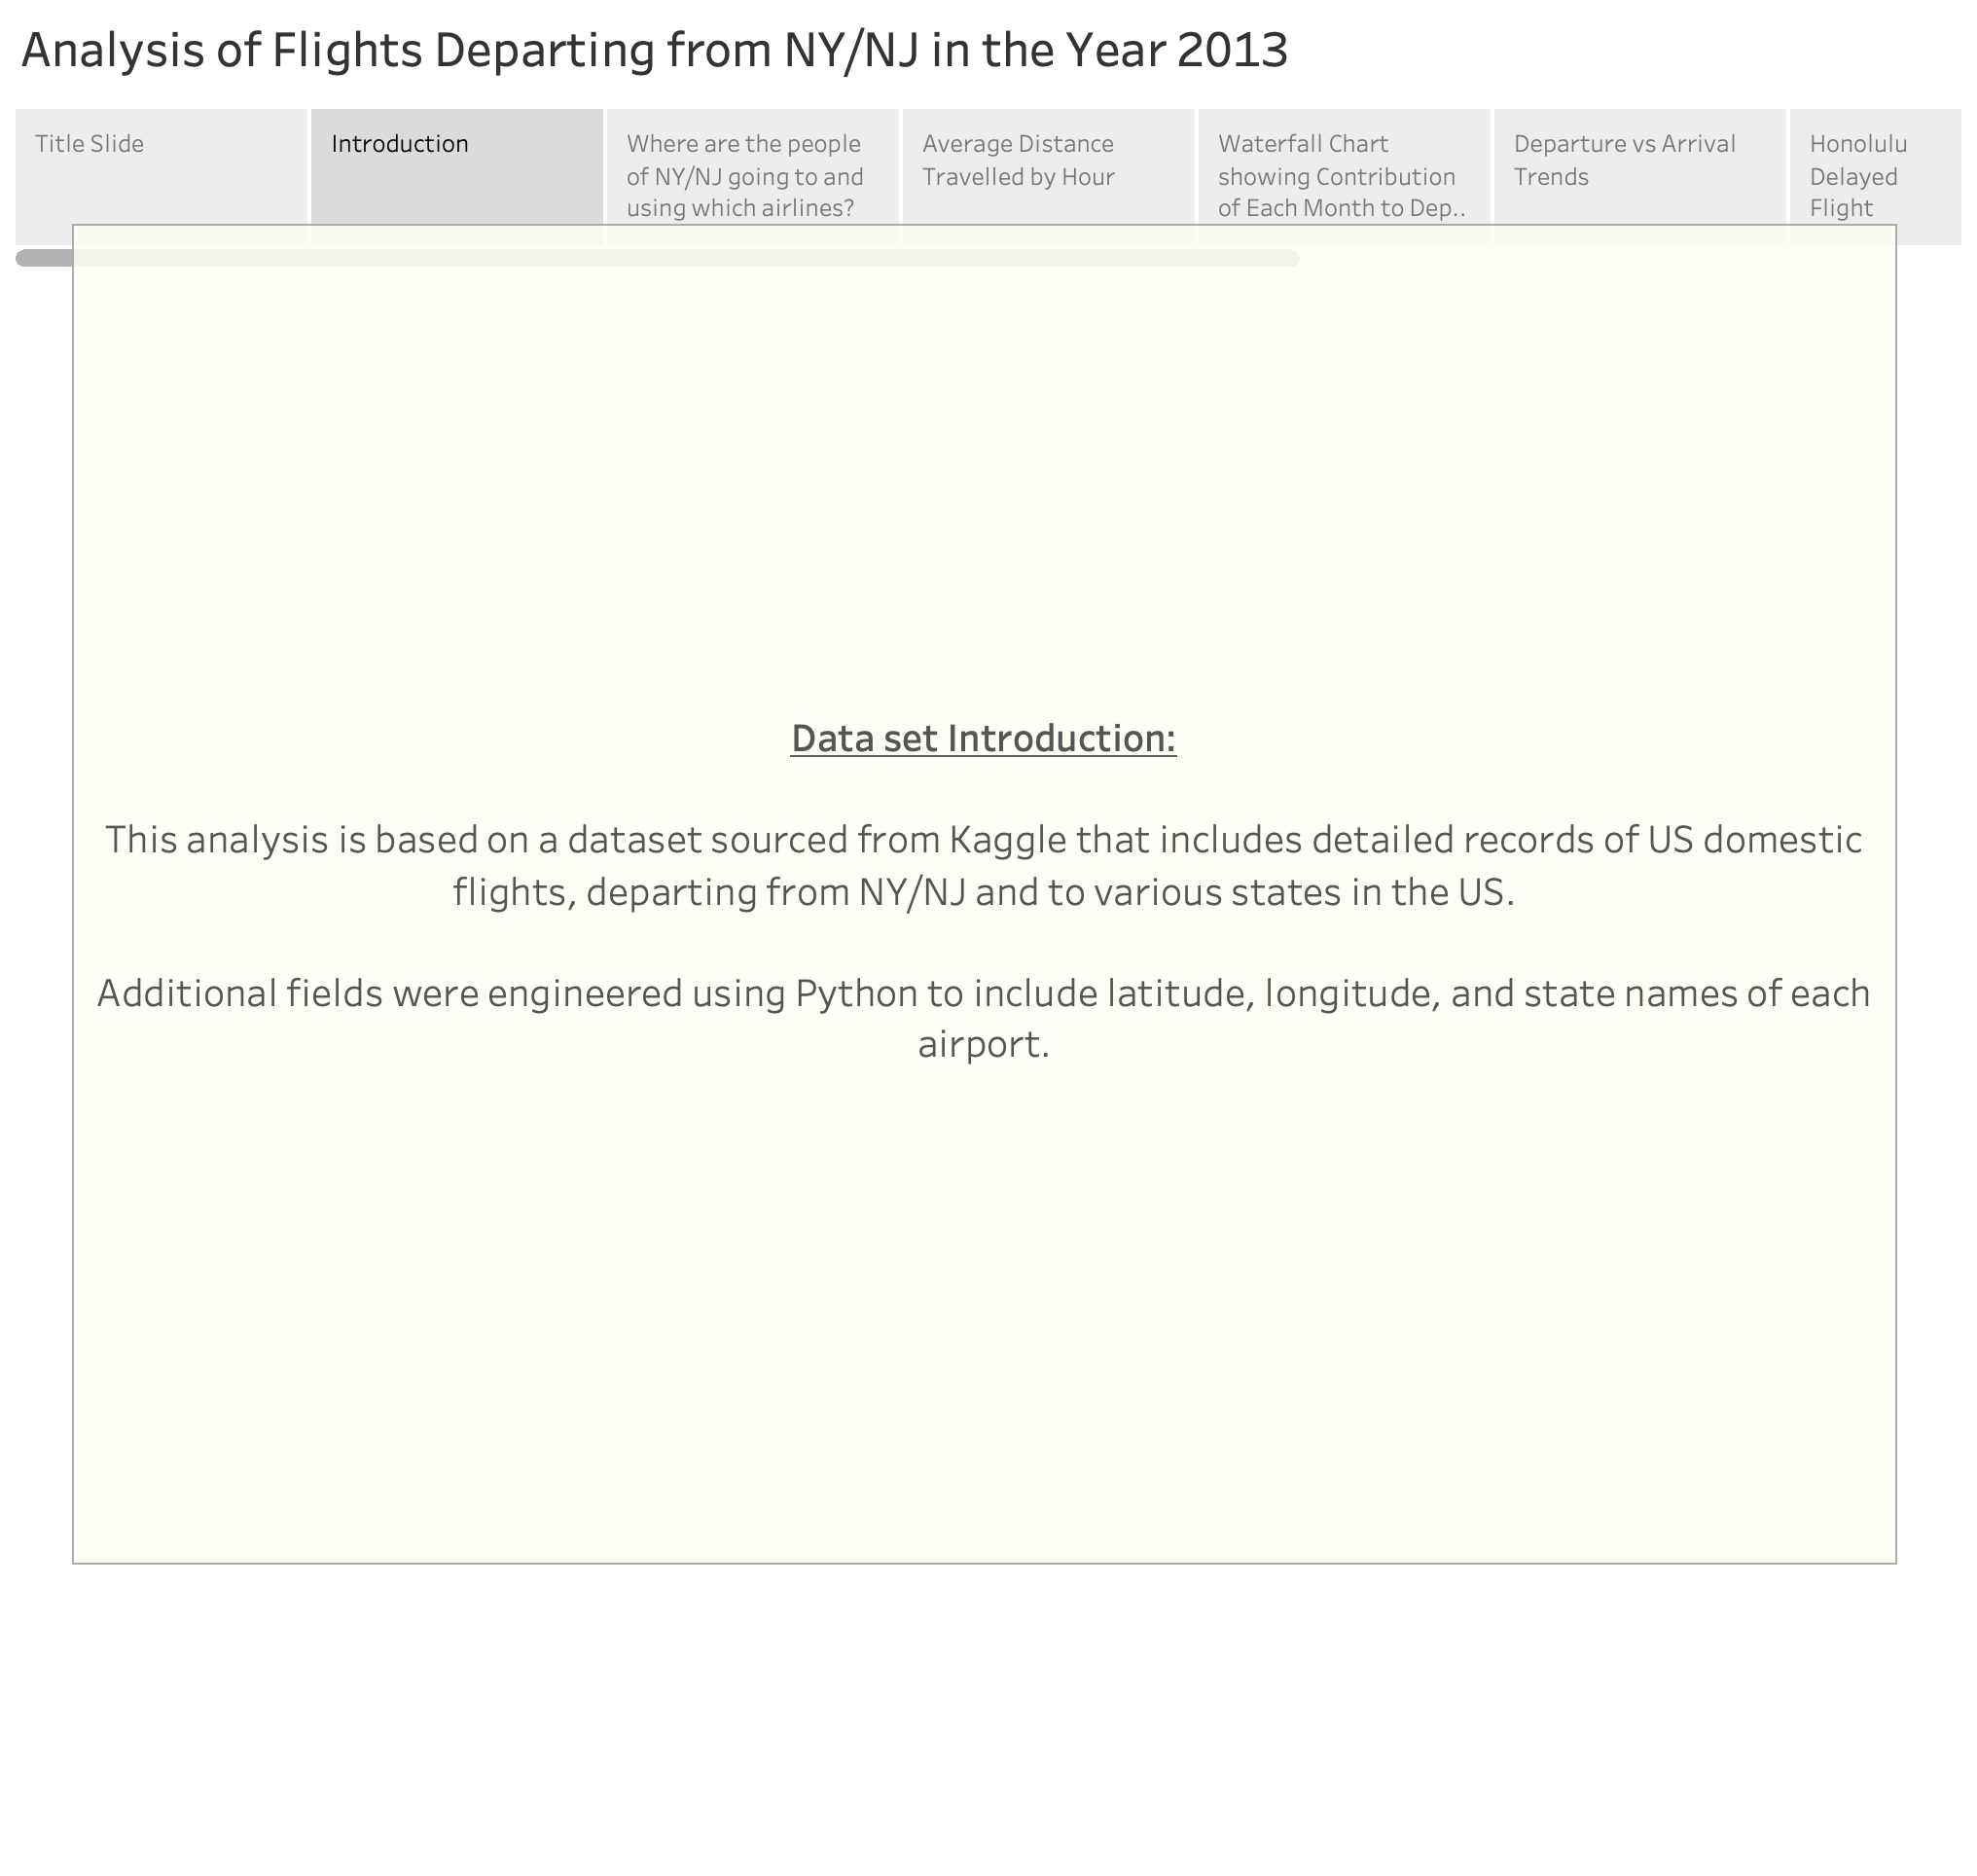 Analysis of Flights Departing from NY/NJ in the Year 2013
Title Slide
Introduction
Where are the people
of NY/NJ going to and
using which airlines?
Average Distance
Travelled by Hour
Waterfall Chart
showing Contribution
of Each Month to Dep..
Departure vs Arrival
Trends
Honolulu
Delayed
Flight
Data set Introduction:
This analysis is based on a dataset sourced from Kaggle that includes detailed records of US domestic
flights, departing from NY/NJ and to various states in the US.
Additional fields were engineered using Python to include latitude, longitude, and state names of each
airport.